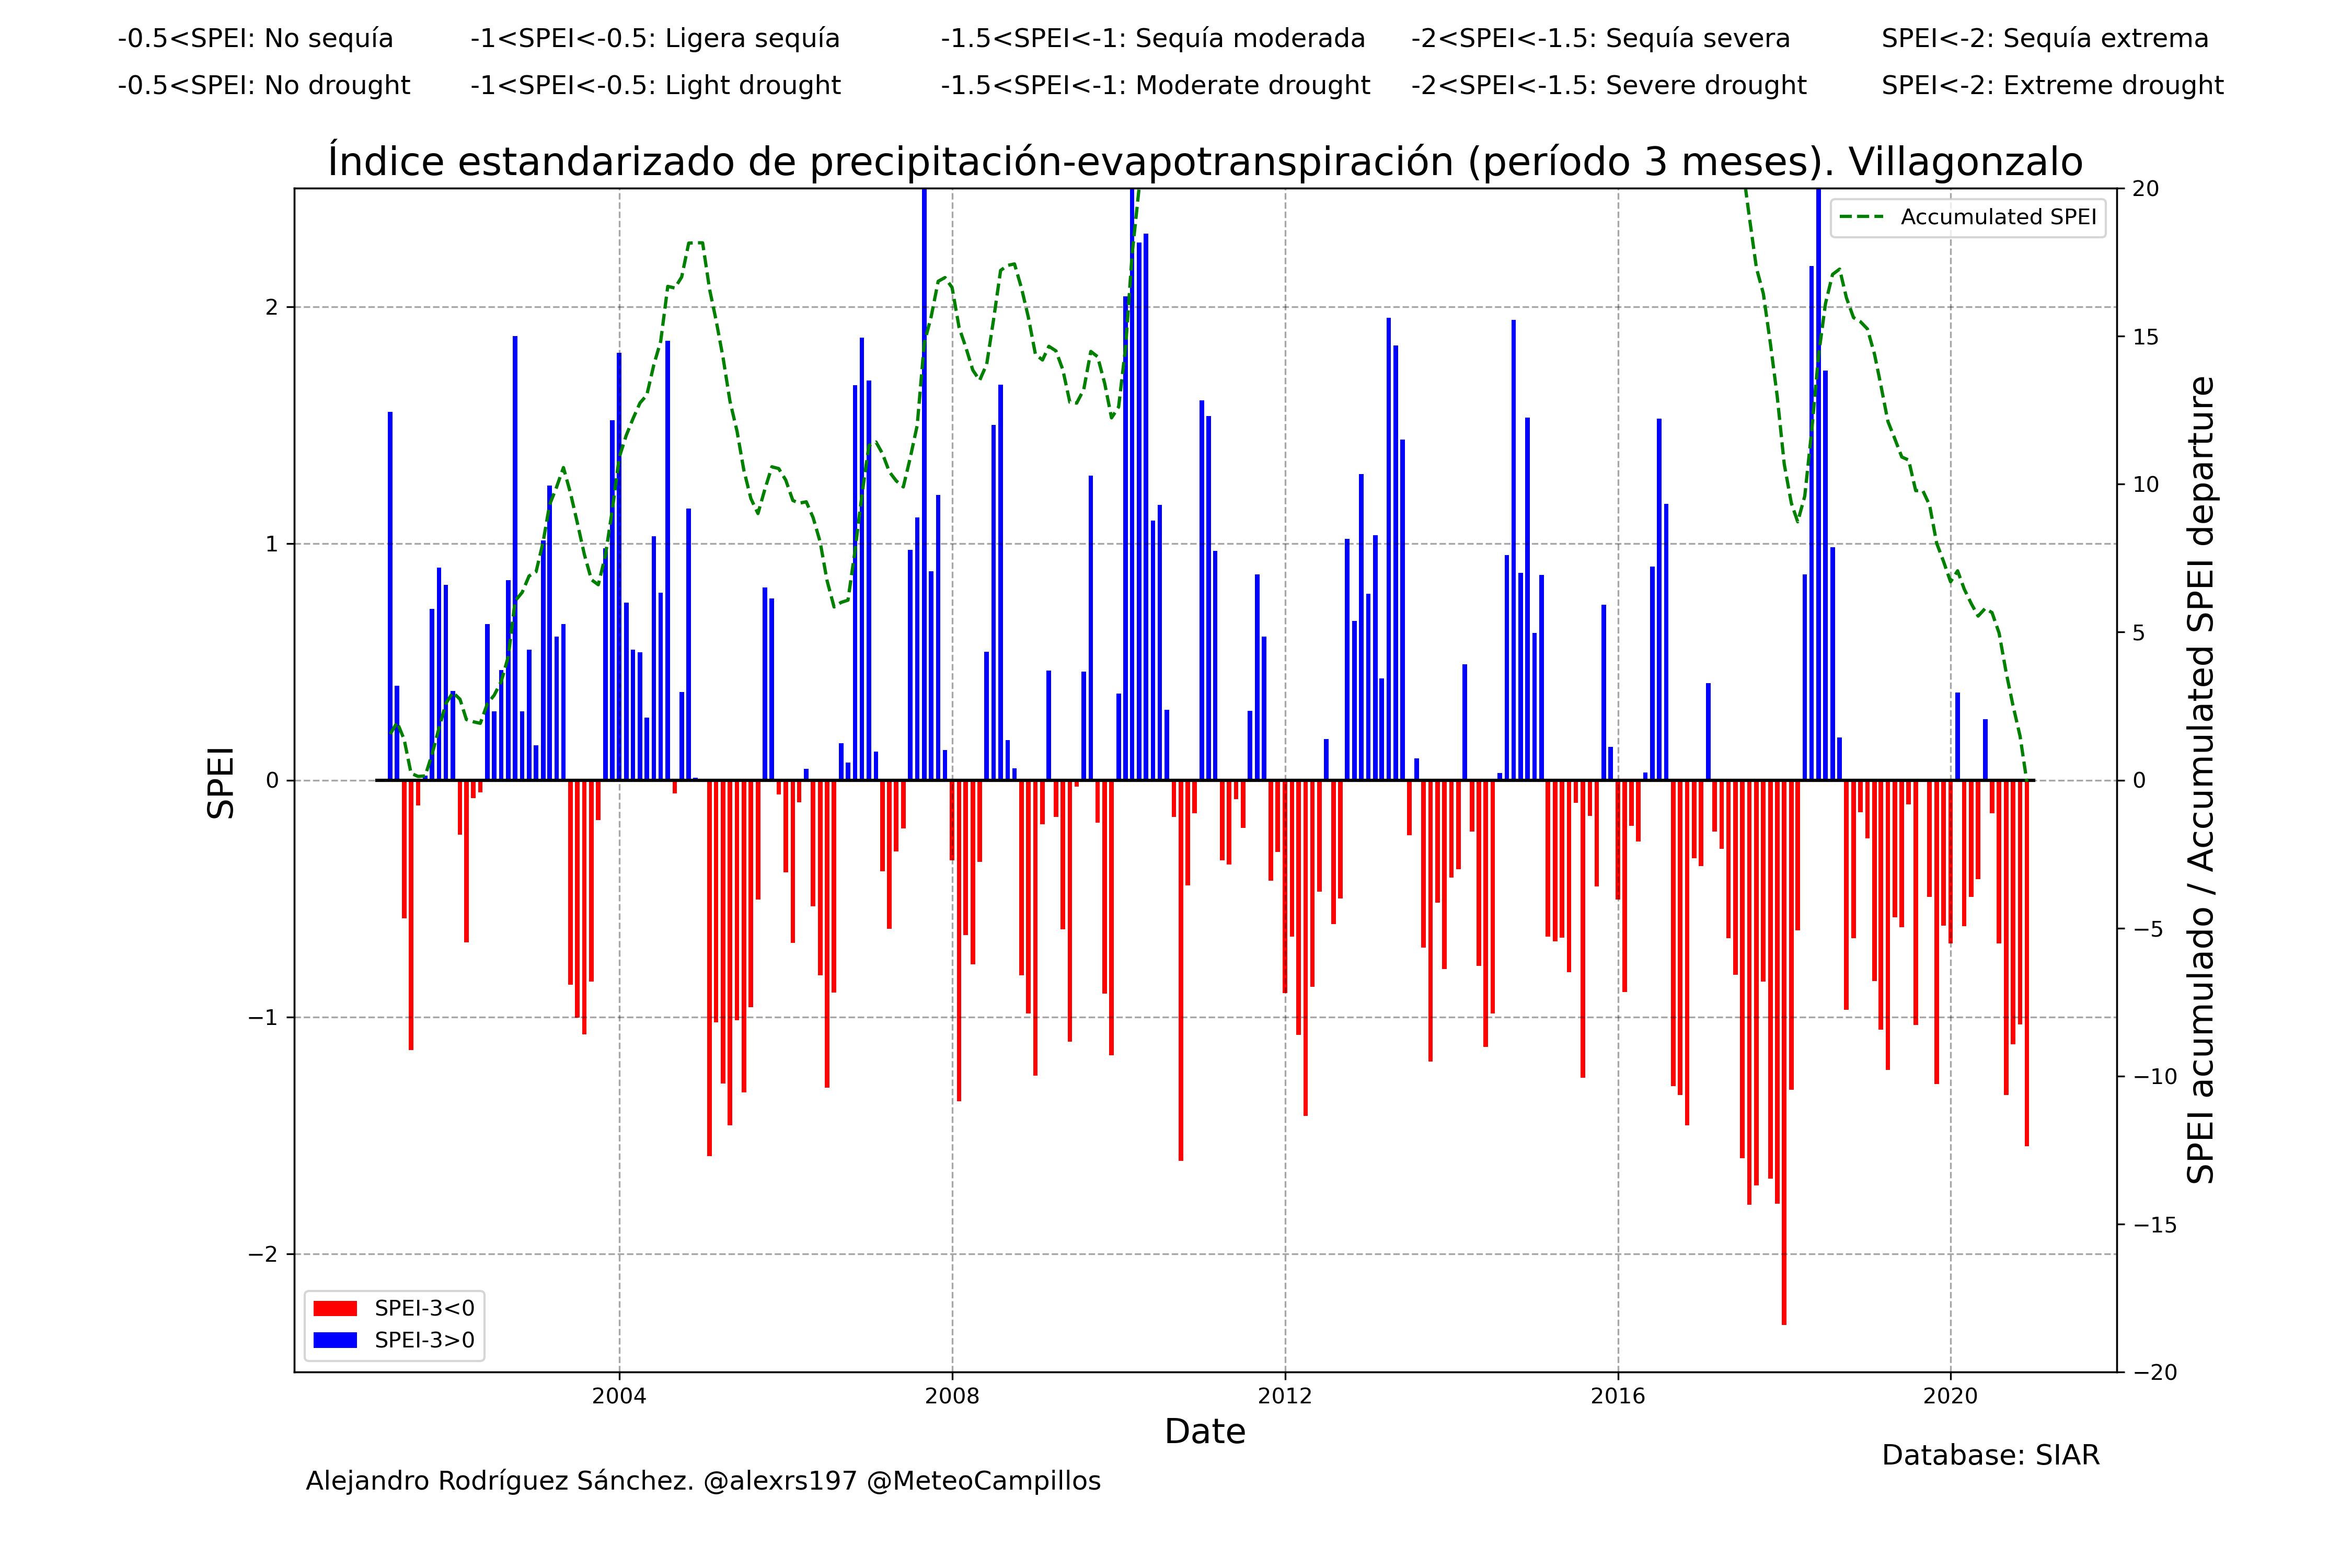 -0.5<SPEI: No sequía -1<SPEI<-0.5: Ligera sequía -1.5<SPEI<-1: Sequía moderada -2<SPEI<-1.5: Sequía severa SPEI<-2: Sequía extrema
-0.5<SPEI: No drought -1<SPEI<-0.5: Light drought -1.5<SPEI<-1: Moderate drought -2<SPEI<-1.5: Severe drought SPEI<-2: Extreme drought
Índice estandarizado de precipitación-evapotranspiración (período 3 meses). Villagonzalo
Accumulated SPEI
SPEI
2
1
0
−1
−2
20
15
10
5
0
−5
−10
−15
−20
SPEI acumulado / Accumulated SPEI departure
SPEI-3<0
SPEI-3>0
2004 2008 2012 2016 2020
Date
Database: SIAR
Alejandro Rodríguez Sánchez. @alexrs197 @MeteoCampillos